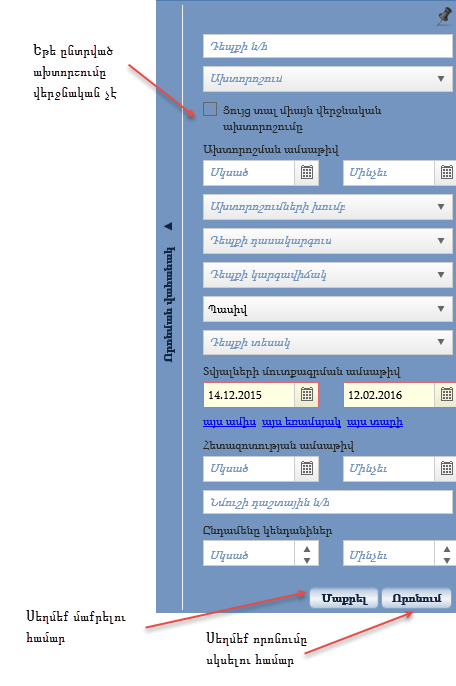 Եթե ընտրված
ախտորոշումը
վերջնական չէ
Որոնման վահանակ
Դեպքի ն/հ
Ախտորոշում
Ցույց տալ միայն վերջնական
ախտորոշումը
Ախտորոշման ամսաթիվ
Սկսած Մինչեւ
Ախտորոշումների խումբ
Դեպքի դասակարգում
Դեպքի կարգավիճակ
Պասիվ
Դեպքի տեսակ
Տվյալների մուտքագրման ամսաթիվ
14.12.2015 12.02.2016
այս ամիս այս եռամսյակ այս տարի
Հետազոտության ամսաթիվ
Սկսած Մինչեւ
Նմուշի դաշտային ն/հ
Ընդամենը կենդանիներ
Սկսած Մինչեւ
Մաքրել Որոնում
Սեղմեք մաքրելու
համար
Սեղմեք որոնումը
սկսելու համար